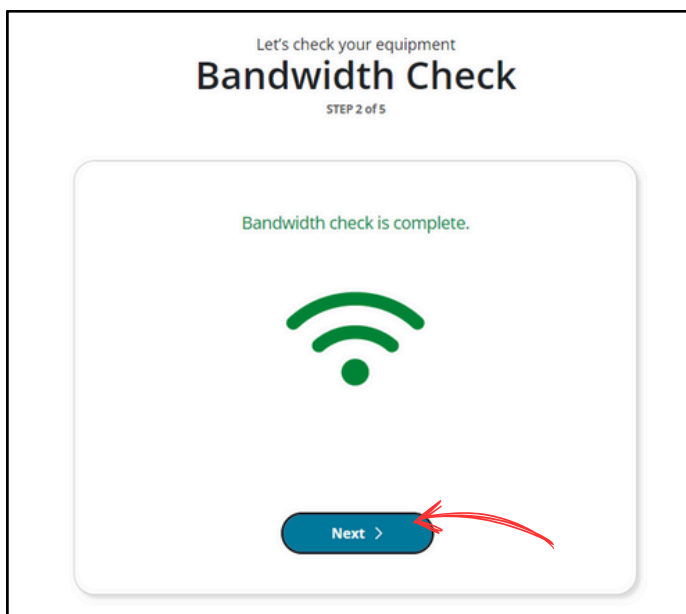 Let's check your equipment
Bandwidth Check
STEP 2 of 5
Bandwidth check is complete.
Next